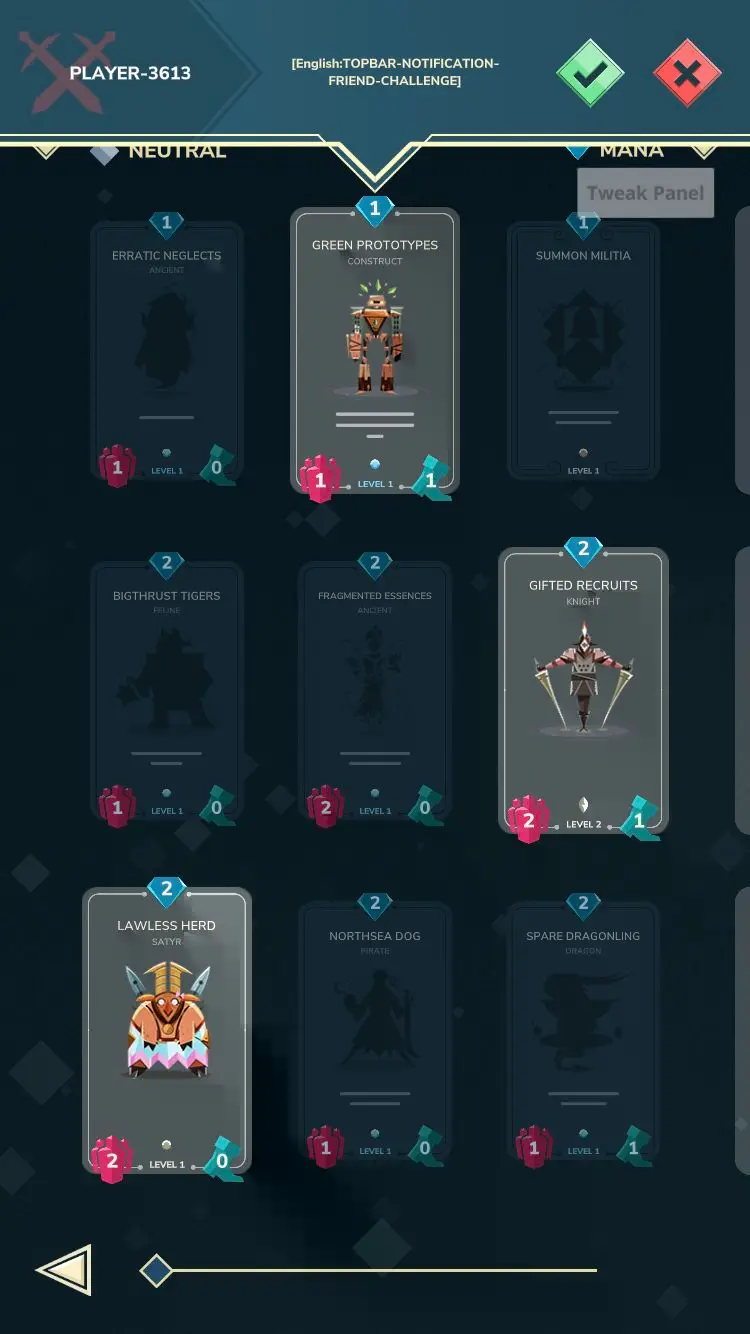 PLAYER-3613
[English:TOPBAR-NOTIFICATION-
FRIEND-CHALLENGE]
NEUTRAL
MANA
Tweak Panel
1
ERRATIC NEGLECTS
ANCIENT
1
LEVEL 1
0
1
GREEN PROTOTYPES
CONSTRUCT
1
LEVEL 1
1
1
SUMMON MILITIA
LEVEL 1
2
BIGTHRUST TIGERS
FELINE
1
LEVEL 1
0
2
FRAGMENTED ESSENCES
ANCIENT
2
LEVEL 1
0
2
GIFTED RECRUITS
KNIGHT
2
LEVEL 2
1
2
LAWLESS HERD
SATYR
2
LEVEL 1
0
2
NORTHSEA DOG
PIRATE
1
LEVEL 1
0
2
SPARE DRAGONLING
DRAGON
1
LEVEL 1
1